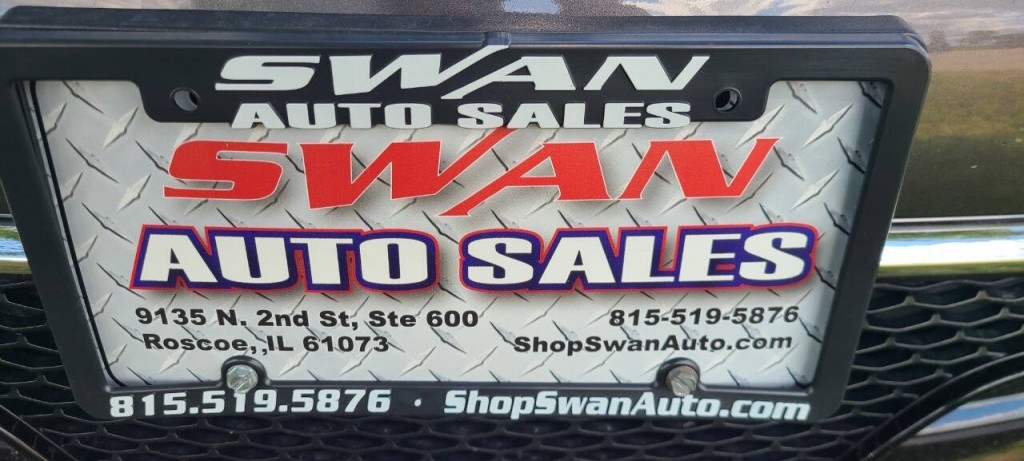 SWAN
AUTO SALES
SWAN
AUTO SALES
9135 N. 2nd St, Ste 600
Roscoe, IL 61073
815-519-5876
ShopSwanAuto.com
815.519.5876 · ShopSwanAuto.com